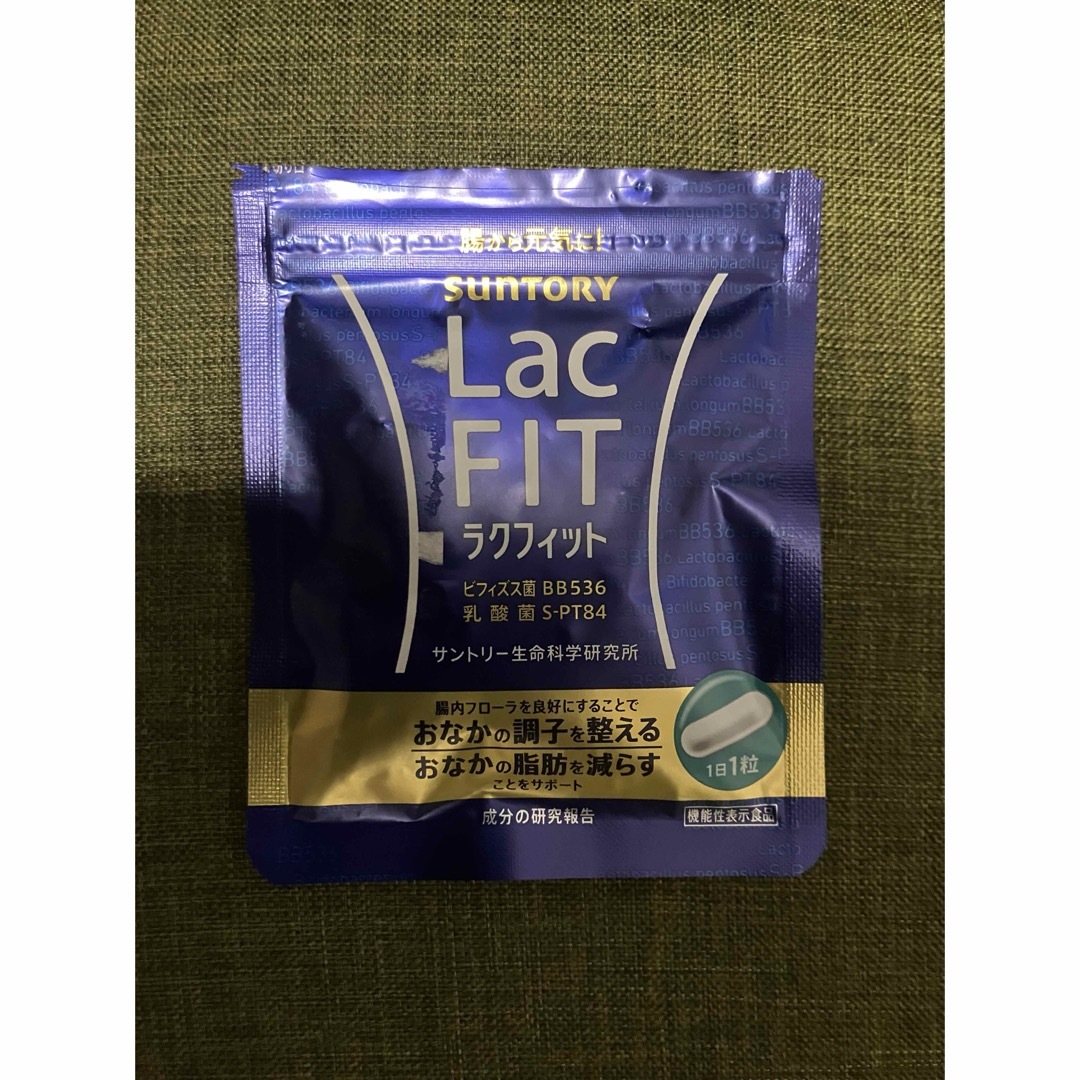 腸から元気に!
SUNTORY
Lac
FIT
ラクフィット
ビフィズス菌 BB536
乳酸菌 S-PT84
サントリー生命科学研究所
腸内フローラを良好にすることで
おなかの調子を整える
おなかの脂肪を減らす
ことをサポート
1日1粒
成分の研究報告
機能性表示食品